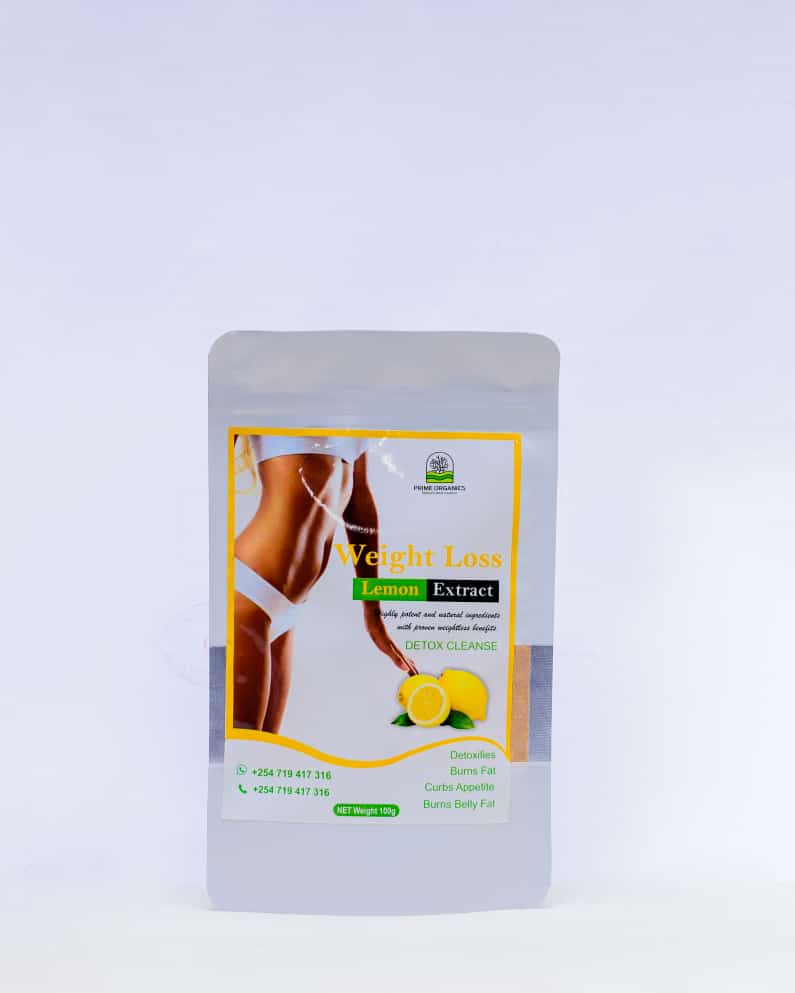 PRIME ORGANICS
Weight Loss
Lemon Extract
Highly potent and natural ingredients
with proven weightless benefits.
DETOX CLEANSE
Detoxifies
Burns Fat
Curbs Appetite
Burns Belly Fat
+254 719 417 316
+254 719 417 316
NET Weight 100g